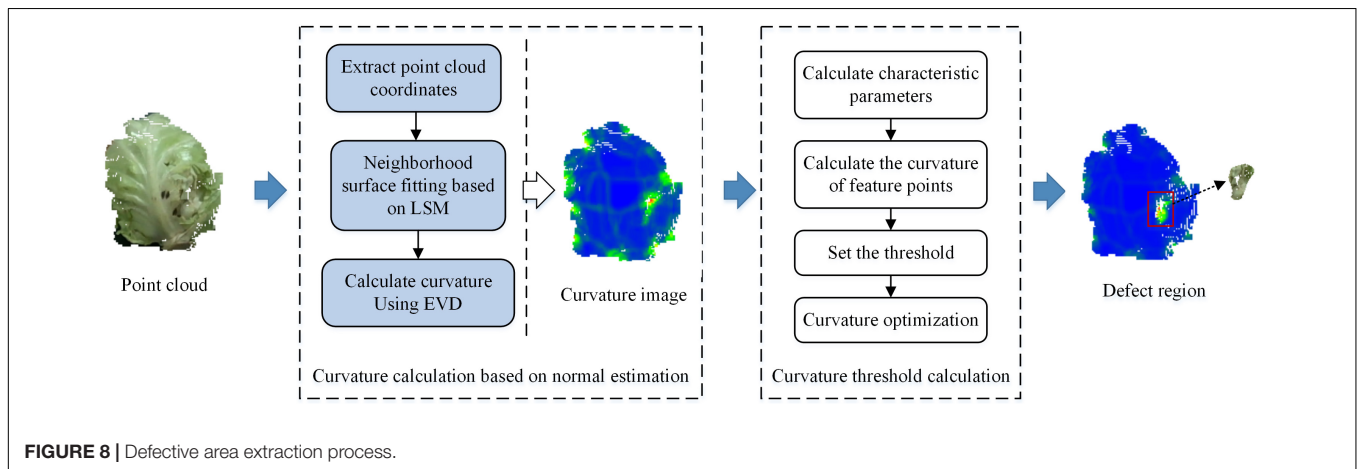 Point cloud
Extract point cloud
coordinates
Neighborhood
surface fitting based
on LSM
Calculate curvature
Using EVD
Curvature image
Curvature calculation based on normal estimation
Calculate characteristic
parameters
Calculate the curvature
of feature points
Set the threshold
Curvature optimization
Curvature threshold calculation
Defect region
FIGURE 8 | Defective area extraction process.